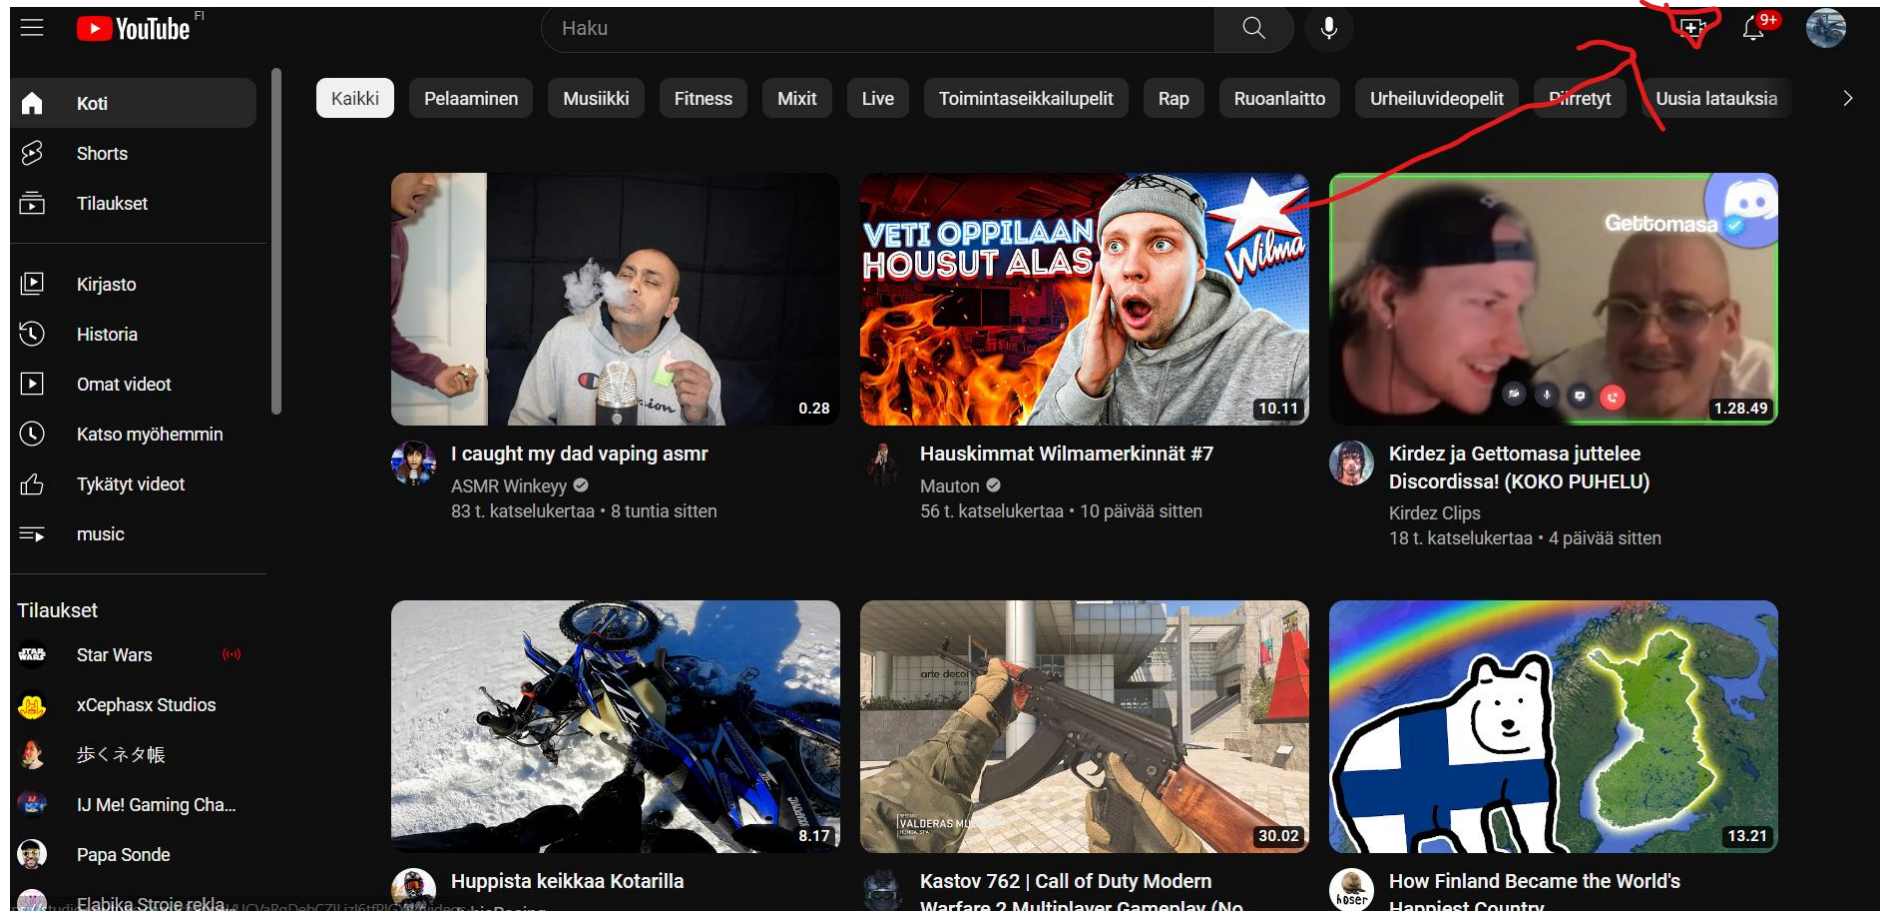 YouTube FI
Haku
9+
Koti
Shorts
Tilaukset
Kirjasto
Historia
Omat videot
Katso myöhemmin
Tykätyt videot
music
Tilaukset
Star Wars
xCephasx Studios
歩くネタ帳
IJ Me! Gaming Cha...
Papa Sonde
Elabika Stroje rekla...
Kaikki Pelaaminen Musiikki Fitness Mixit Live Toimintaseikkailupelit Rap Ruoanlaitto Urheiluvideopelit Piirretyt Uusia latauksia
0.28
I caught my dad vaping asmr
ASMR Winkeyy
83 t. katselukertaa • 8 tuntia sitten
VETI OPPILAAN
HOUSUT ALAS
Wilma
10.11
Hauskimmat Wilmamerkinnät #7
Mauton
56 t. katselukertaa • 10 päivää sitten
Gettomasa
1.28.49
Kirdez ja Gettomasa juttelee
Discordissa! (KOKO PUHELU)
Kirdez Clips
18 t. katselukertaa • 4 päivää sitten
8.17
Huppista keikkaa Kotarilla
arte decor
VALDERAS MU
30.02
Kastov 762 | Call of Duty Modern
Warfare 2 Multiplayer Gameplay (No
13.21
hoser
How Finland Became the World's
Happiest Country